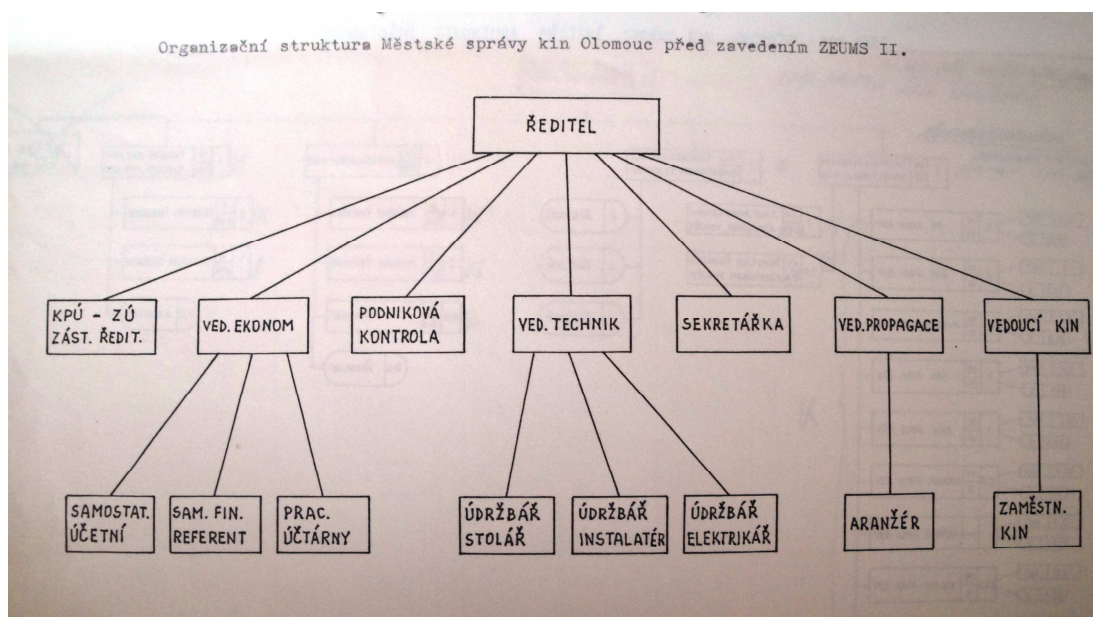 Organizační struktura Městské správy kin Olomouc před zavedením ZEUMS II.
ŘEDITEL
KPÚ - ZÚ
ZÁST. ŘEDIT.
VED. EKONOM
PODNIKOVÁ
KONTROLA
VED. TECHNIK
SEKRETÁŘKA
VED. PROPAGACE
VEDOUCÍ KIN
SAMOSTAT.
ÚČETNÍ
SAM. FIN.
REFERENT
PRAC.
ÚČTÁRNY
ÚDRŽBÁŘ
STOLÁŘ
ÚDRŽBÁŘ
INSTALATÉR
ÚDRŽBÁŘ
ELEKTRIKÁŘ
ARANŽÉR
ZAMĚSTN.
KIN